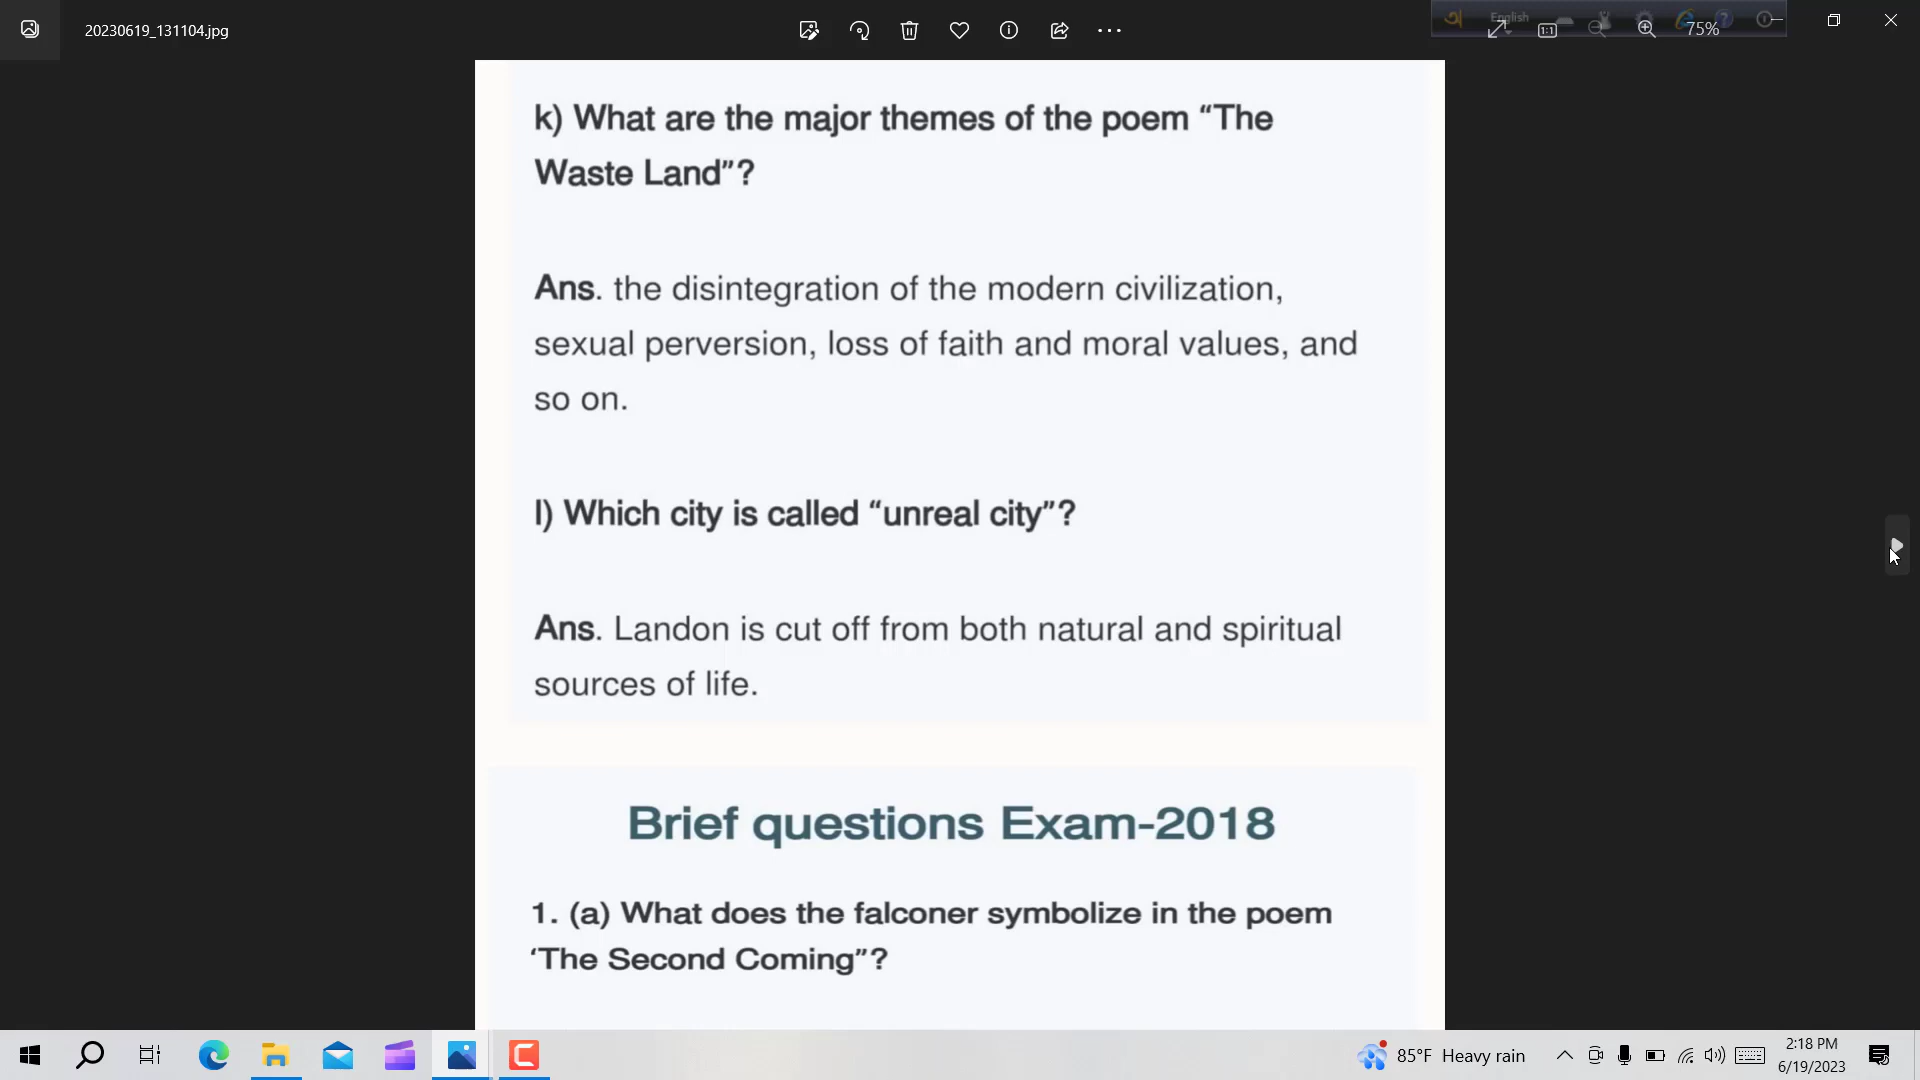 20230619_131104.jpg
English
75%
k) What are the major themes of the poem “The
Waste Land”?
Ans. the disintegration of the modern civilization,
sexual perversion, loss of faith and moral values, and
so on.
l) Which city is called “unreal city”?
Ans. Landon is cut off from both natural and spiritual
sources of life.
Brief questions Exam-2018
1. (a) What does the falconer symbolize in the poem
‘The Second Coming”?
85°F Heavy rain
2:18 PM
6/19/2023